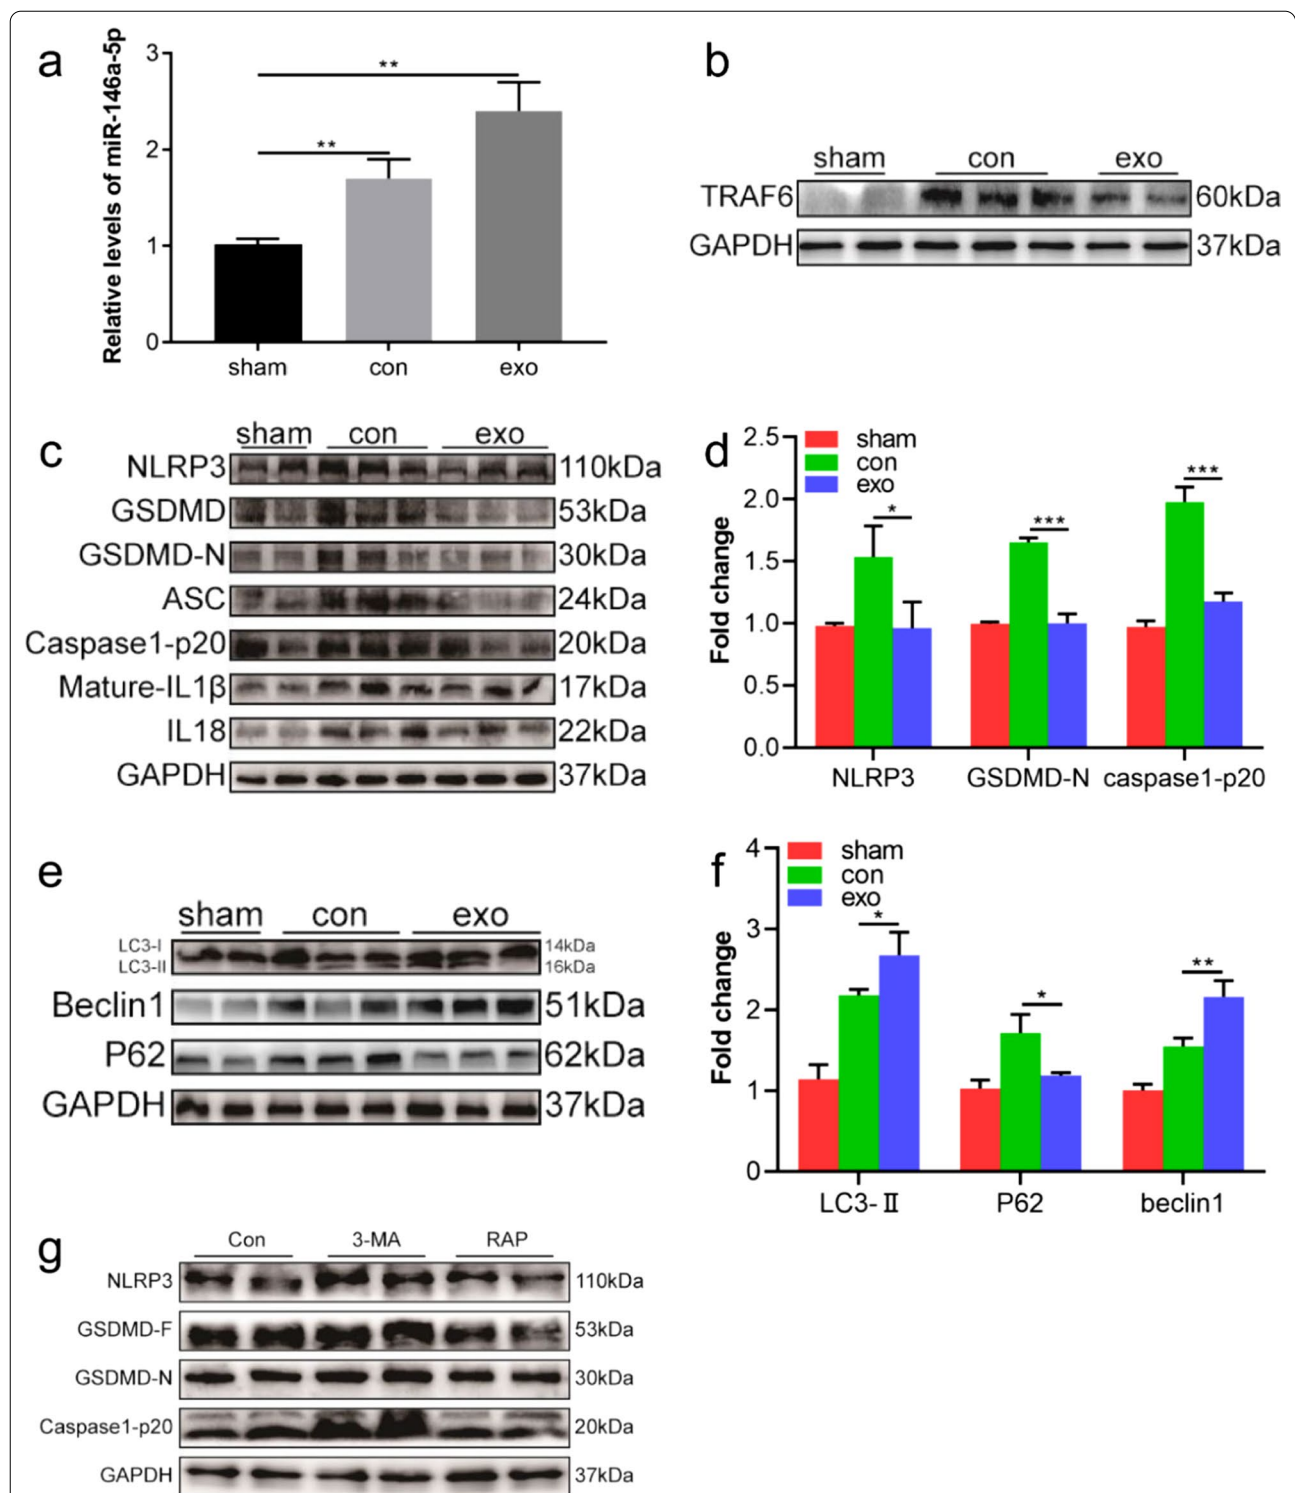 a
Relative levels of miR-146a-5p
3
2
1
0
**
**
sham con exo
b
sham con exo
TRAF6 60kDa
GAPDH 37kDa
c
sham con exo
NLRP3 110kDa
GSDMD 53kDa
GSDMD-N 30kDa
ASC 24kDa
Caspase1-p20 20kDa
Mature-IL1β 17kDa
IL18 22kDa
GAPDH 37kDa
d
Fold change
2.5
2.0
1.5
1.0
0.5
0.0
sham
con
exo
*
***
***
NLRP3 GSDMD-N caspase1-p20
e
sham con exo
LC3-I 14kDa
LC3-II 16kDa
Beclin1 51kDa
P62 62kDa
GAPDH 37kDa
f
Fold change
4
3
2
1
0
sham
con
exo
*
*
**
LC3-Ⅱ P62 beclin1
g
Con 3-MA RAP
NLRP3 110kDa
GSDMD-F 53kDa
GSDMD-N 30kDa
Caspase1-p20 20kDa
GAPDH 37kDa